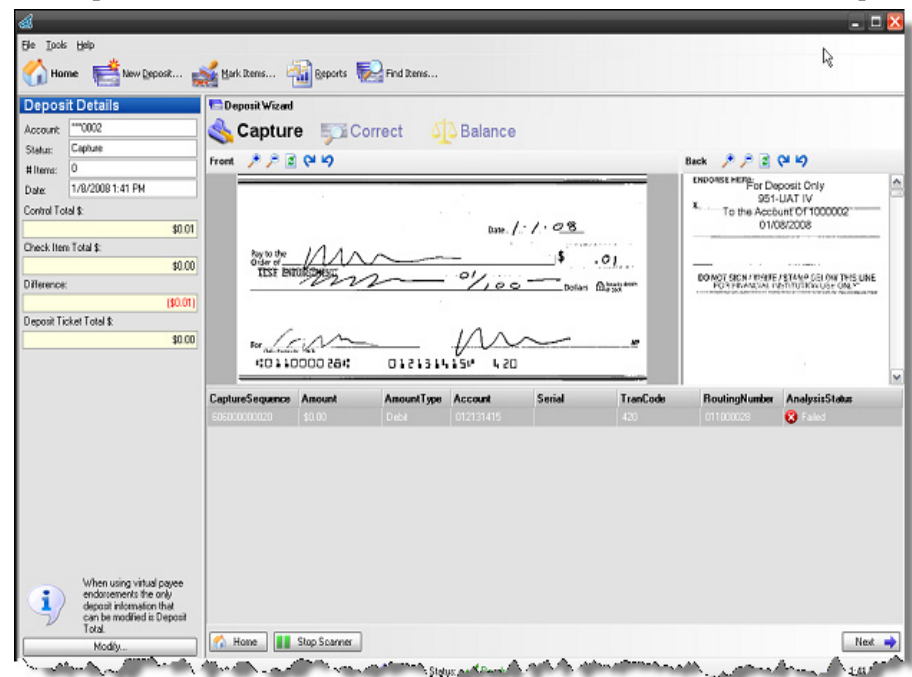 File Tools Help
Home New Deposit... Mark Items... Reports Find Items...
Deposit Details
Account: ***0002
Status: Capture
# Items: 0
Date: 1/8/2008 1:41 PM
Control Total $:
$0.01
Check Item Total $:
$0.00
Difference:
($0.01)
Deposit Ticket Total $:
$0.00
When using virtual payee
endorsements the only
deposit information that
can be modified is Deposit
Total.
Modify...
Deposit Wizard
Capture Correct Balance
Front
Date. 1-1-08
Pay to the
Order of
$ .01
TEST ENDORSEMENT
01/100 Dollars
For
⑆011000028⑆ 012131415⑈ 420
Back
ENDORSE HERE:
For Deposit Only
951-UAT IV
X
To the Account Of 1000002
01/08/2008
DO NOT SIGN / WRITE / STAMP BELOW THIS LINE
FOR FINANCIAL INSTITUTION USE ONLY*
CaptureSequence Amount AmountType Account Serial TranCode RoutingNumber AnalysisStatus
606000000020 $0.00 Debit 012131415 420 011000028 Failed
Home Stop Scanner Next
Status:
1:41